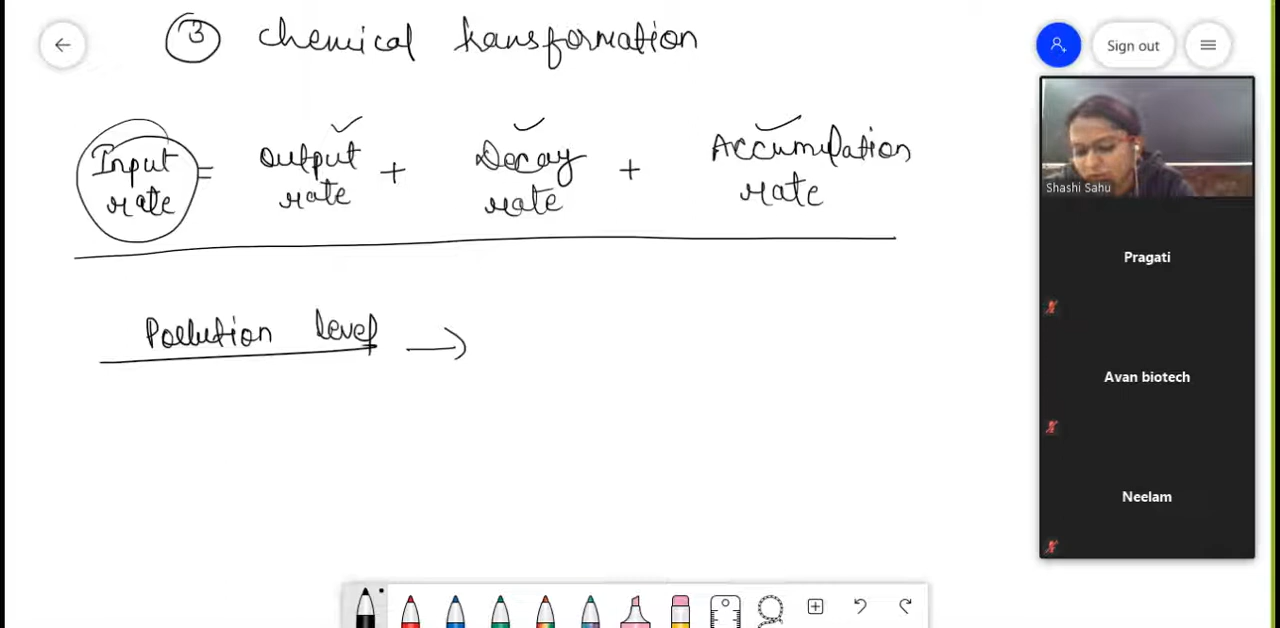 ③ Chemical transformation
Sign out
Input rate = Output rate + Decay rate + Accumulation rate
Shashi Sahu
Pragati
Pollution level →
Avan biotech
Neelam